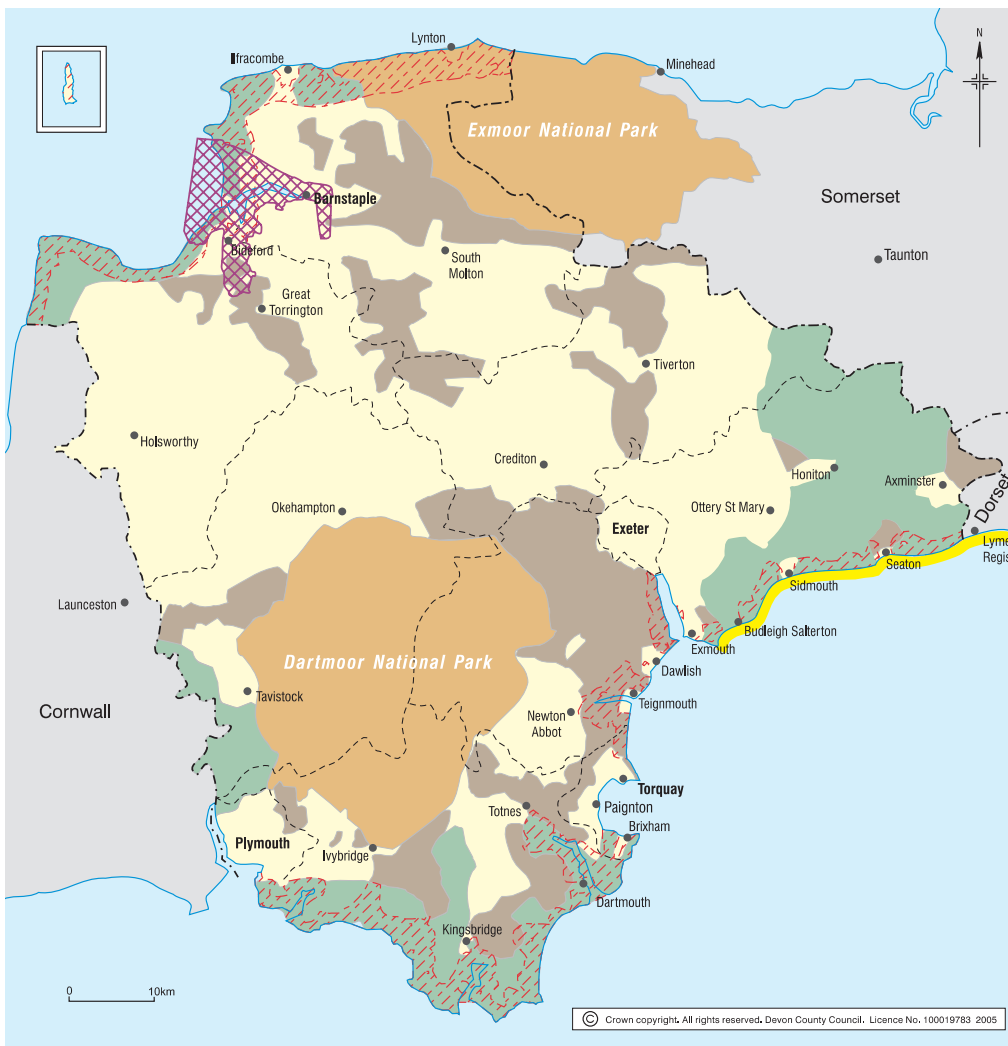 Lynton
Ilfracombe
Minehead
N
Exmoor National Park
Barnstaple
Somerset
Bideford
South
Molton
Taunton
Great
Torrington
Tiverton
Holsworthy
Crediton
Honiton
Axminster
Okehampton
Ottery St Mary
Exeter
Dorset
Lyme
Regis
Seaton
Sidmouth
Launceston
Budleigh Salterton
Exmouth
Dartmoor National Park
Dawlish
Tavistock
Teignmouth
Cornwall
Newton
Abbot
Torquay
Totnes
Paignton
Brixham
Plymouth
Ivybridge
Dartmouth
Kingsbridge
0 10km
© Crown copyright. All rights reserved. Devon County Council. Licence No. 100019783 2005